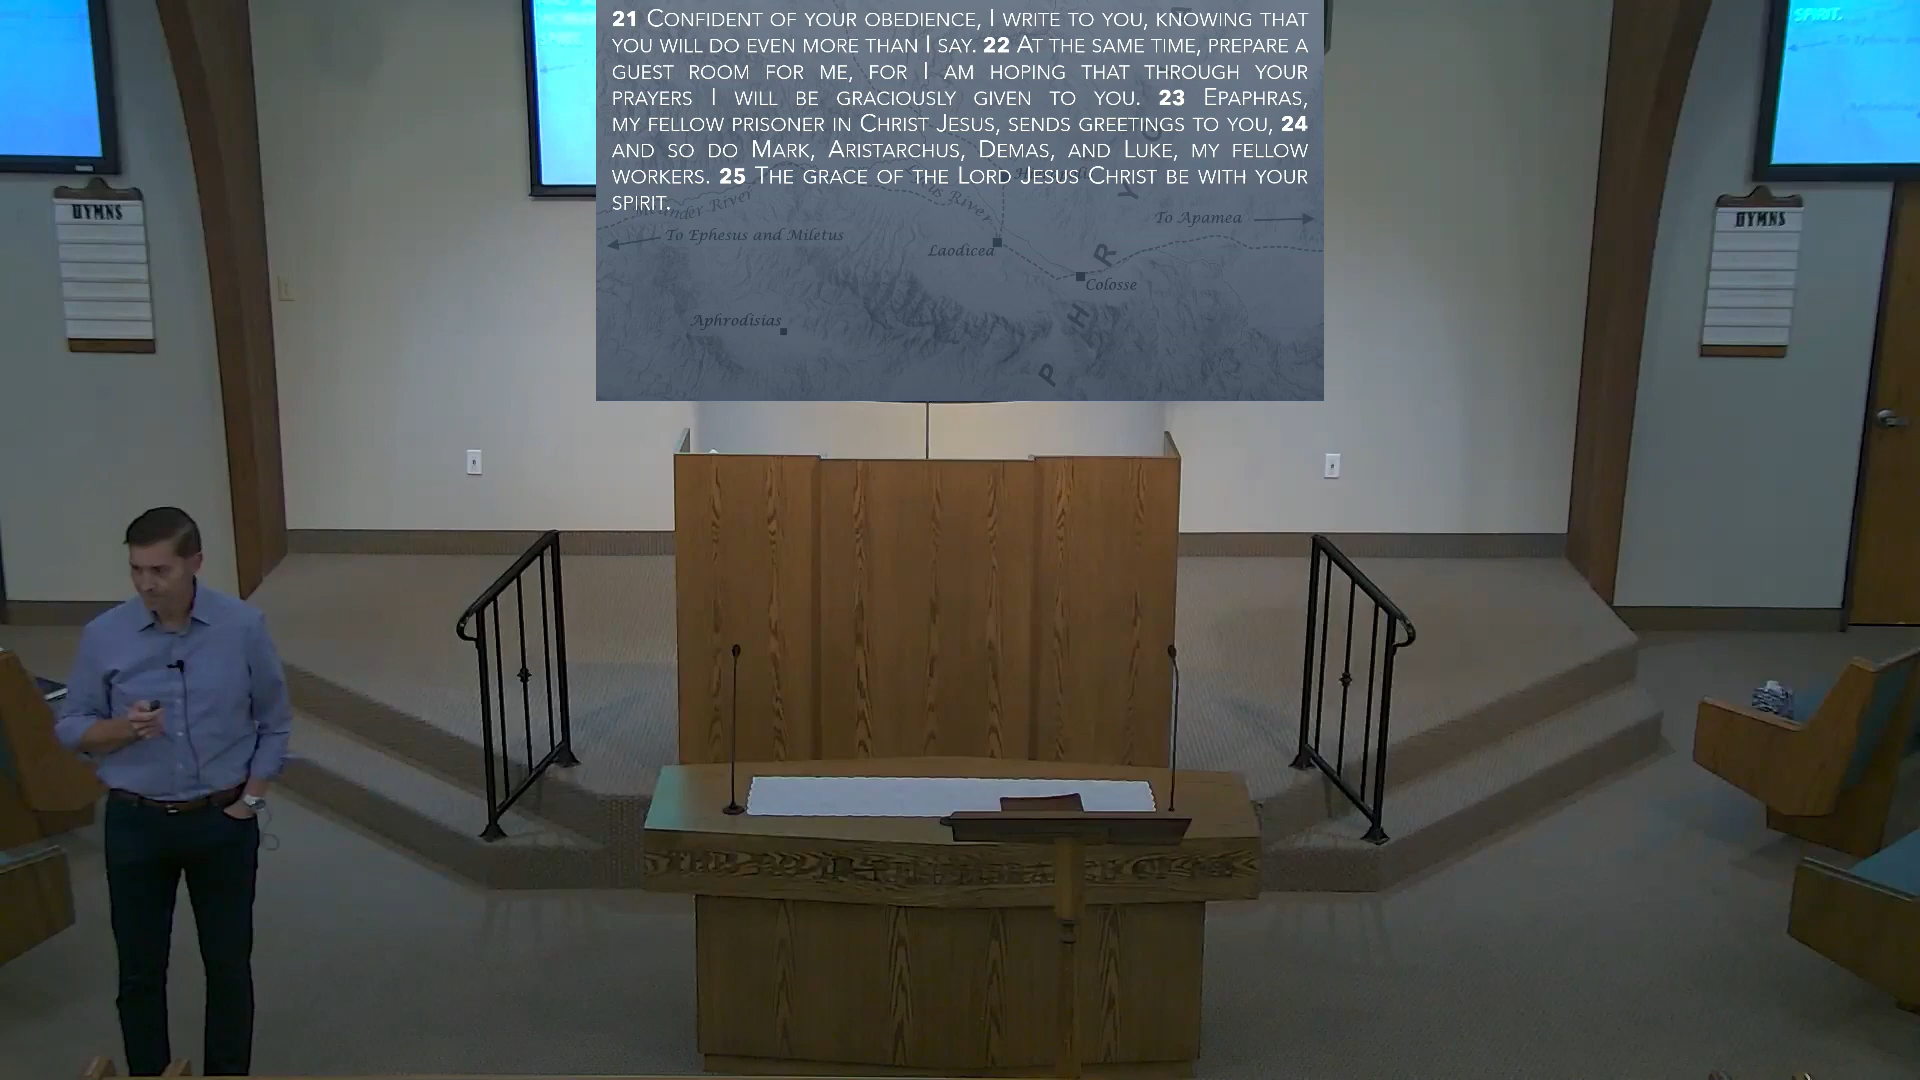 21 Confident of your obedience, I write to you, knowing that
you will do even more than I say. 22 At the same time, prepare a
guest room for me, for I am hoping that through your
prayers I will be graciously given to you. 23 Epaphras,
my fellow prisoner in Christ Jesus, sends greetings to you, 24
and so do Mark, Aristarchus, Demas, and Luke, my fellow
workers. 25 The grace of the Lord Jesus Christ be with your
spirit.
River
River
To Apamea
To Ephesus and Miletus
Laodicea
Colosse
Aphrodisias
P H R Y
HYMNS
HYMNS
SPIRIT.